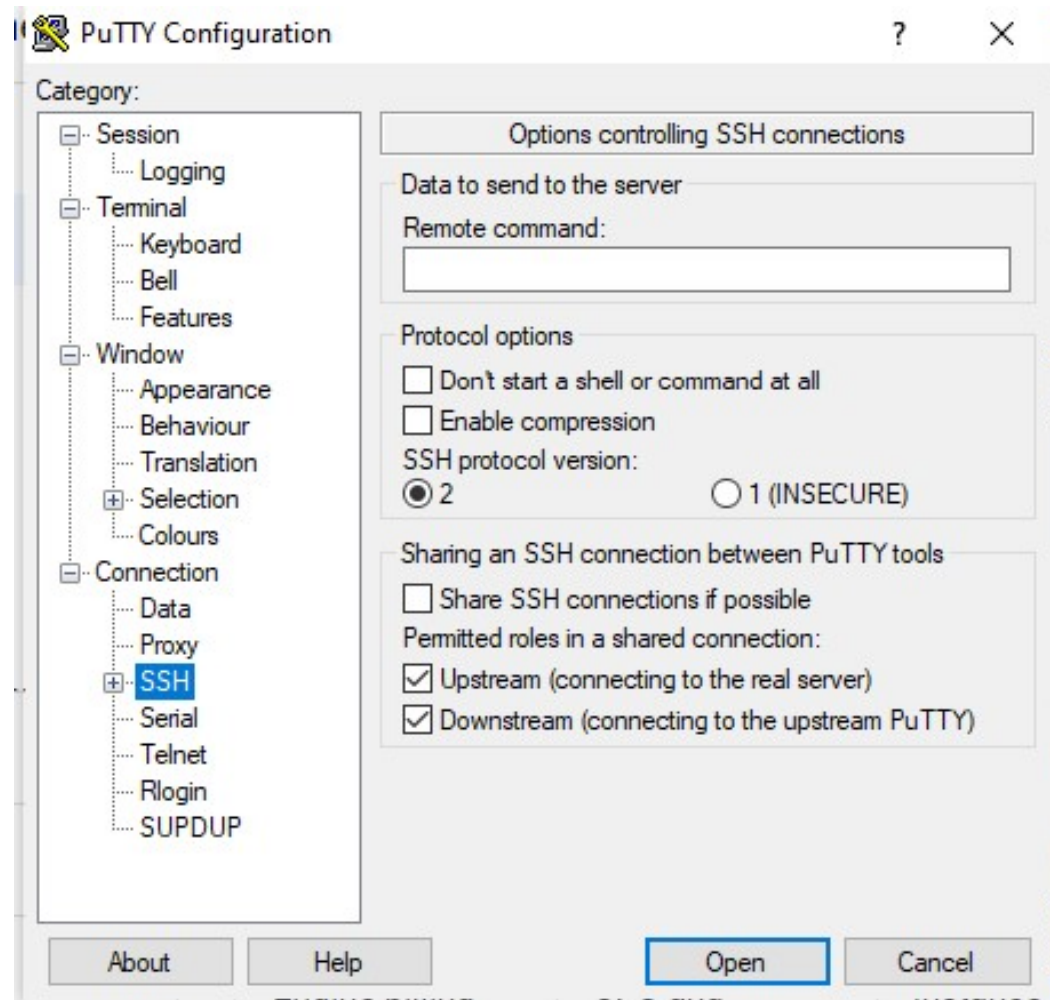 PuTTY Configuration
?
Category:
Session
Logging
Terminal
Keyboard
Bell
Features
Window
Appearance
Behaviour
Translation
Selection
Colours
Connection
Data
Proxy
SSH
Serial
Telnet
Rlogin
SUPDUP
Options controlling SSH connections
Data to send to the server
Remote command:
Protocol options
Don't start a shell or command at all
Enable compression
SSH protocol version:
2
1 (INSECURE)
Sharing an SSH connection between PuTTY tools
Share SSH connections if possible
Permitted roles in a shared connection:
Upstream (connecting to the real server)
Downstream (connecting to the upstream PuTTY)
About
Help
Open
Cancel